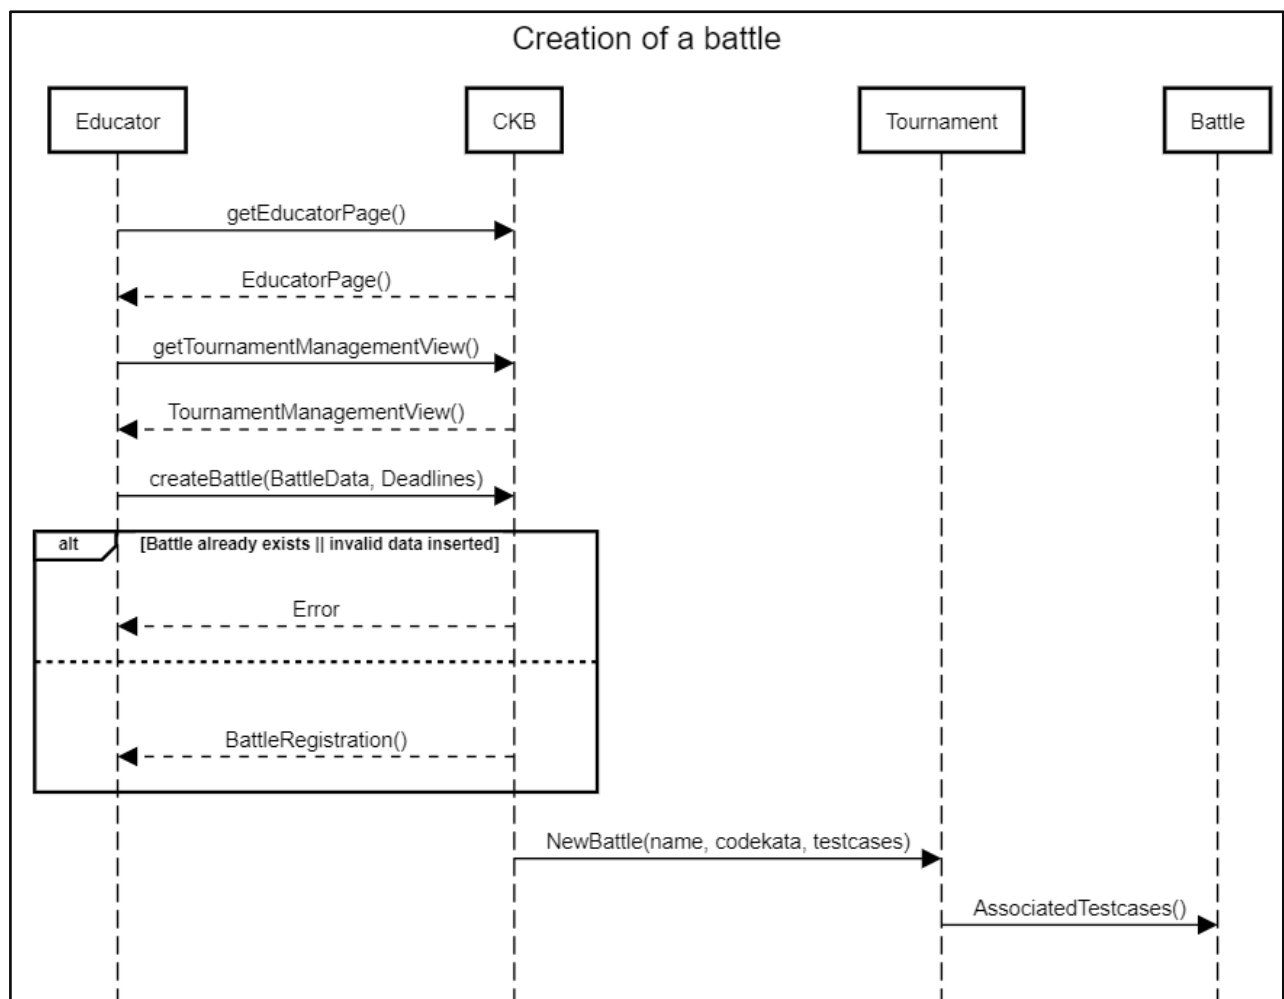 Creation of a battle
Educator
CKB
Tournament
Battle
getEducatorPage()
EducatorPage()
getTournamentManagementView()
TournamentManagementView()
createBattle(BattleData, Deadlines)
alt
[Battle already exists || invalid data inserted]
Error
BattleRegistration()
NewBattle(name, codekata, testcases)
AssociatedTestcases()